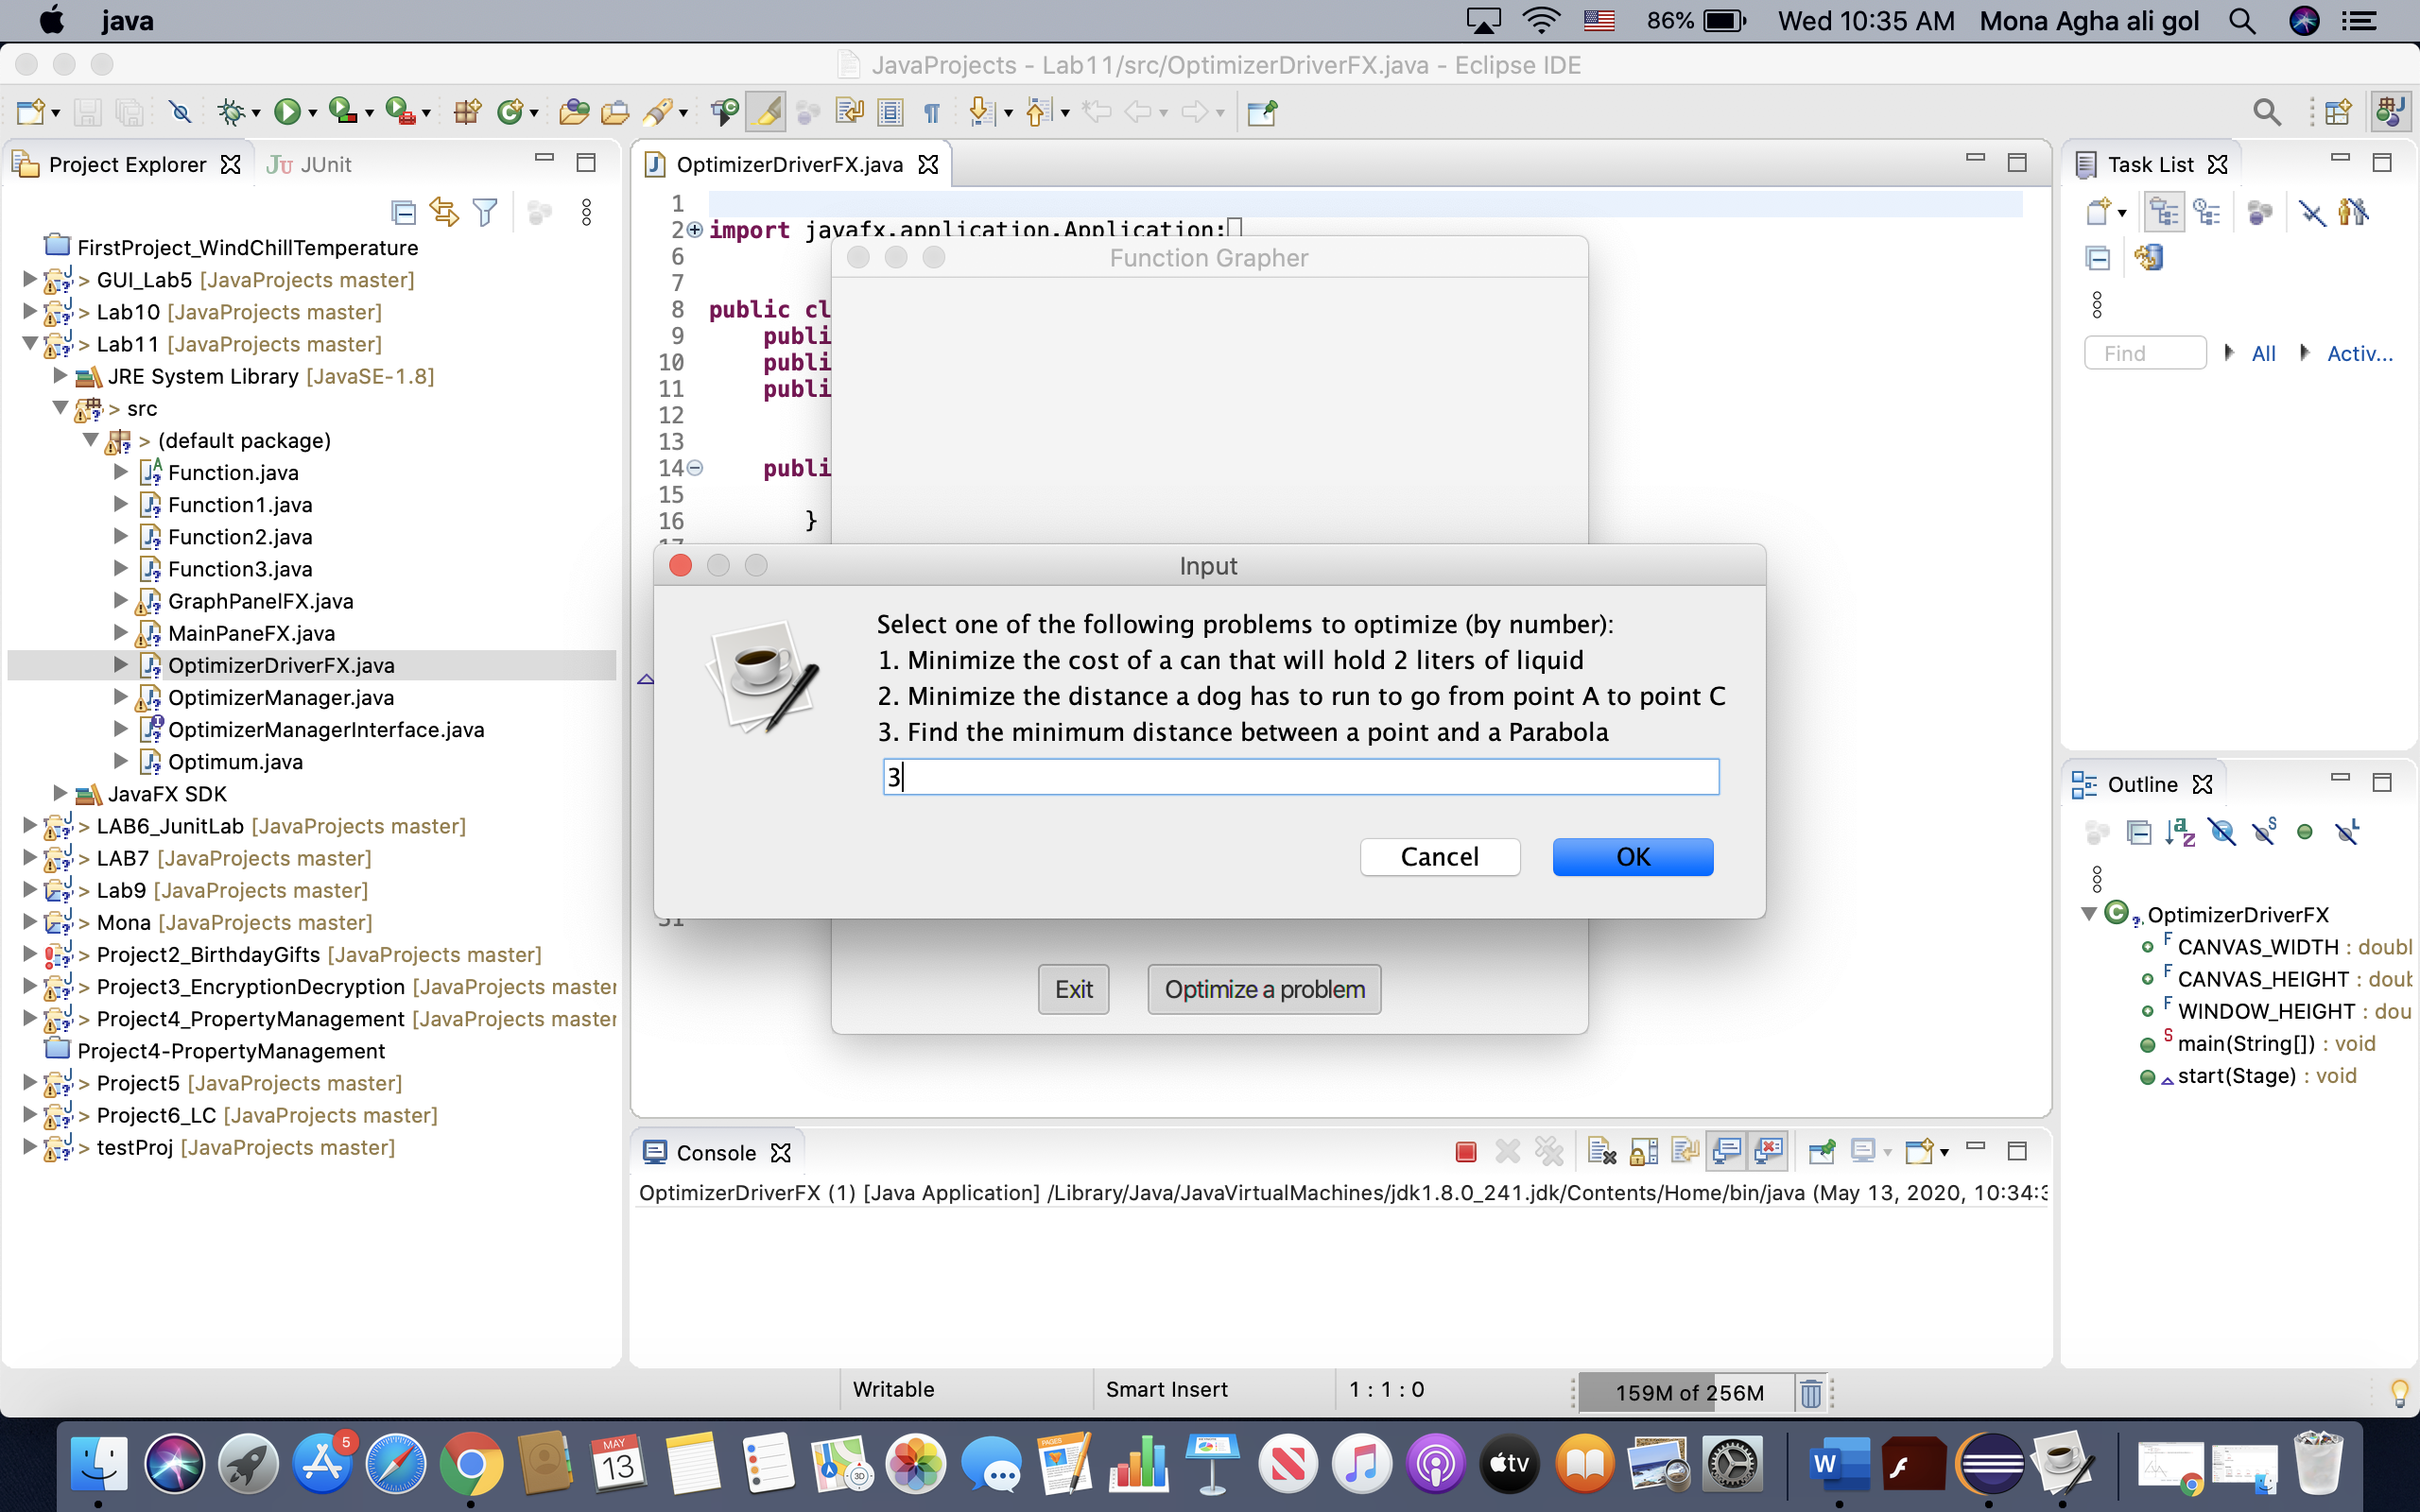 java
86%
Wed 10:35 AM
Mona Agha ali gol
JavaProjects - Lab11/src/OptimizerDriverFX.java - Eclipse IDE
Project Explorer
JUnit
FirstProject_WindChillTemperature
> GUI_Lab5 [JavaProjects master]
> Lab10 [JavaProjects master]
> Lab11 [JavaProjects master]
JRE System Library [JavaSE-1.8]
> src
> (default package)
Function.java
Function1.java
Function2.java
Function3.java
GraphPanelFX.java
MainPaneFX.java
OptimizerDriverFX.java
OptimizerManager.java
OptimizerManagerInterface.java
Optimum.java
JavaFX SDK
> LAB6_JunitLab [JavaProjects master]
> LAB7 [JavaProjects master]
> Lab9 [JavaProjects master]
> Mona [JavaProjects master]
> Project2_BirthdayGifts [JavaProjects master]
> Project3_EncryptionDecryption [JavaProjects master
> Project4_PropertyManagement [JavaProjects master
Project4-PropertyManagement
> Project5 [JavaProjects master]
> Project6_LC [JavaProjects master]
> testProj [JavaProjects master]
OptimizerDriverFX.java
1
2 import javafx.application.Application;
6
7
8 public cl
9 publi
10 publi
11 publi
12
13
14 publi
15
16 }
31
Function Grapher
Input
Select one of the following problems to optimize (by number):
1. Minimize the cost of a can that will hold 2 liters of liquid
2. Minimize the distance a dog has to run to go from point A to point C
3. Find the minimum distance between a point and a Parabola
3
Cancel
OK
Exit
Optimize a problem
Console
OptimizerDriverFX (1) [Java Application] /Library/Java/JavaVirtualMachines/jdk1.8.0_241.jdk/Contents/Home/bin/java (May 13, 2020, 10:34:3
Task List
Find
All
Activ...
Outline
OptimizerDriverFX
CANVAS_WIDTH : doubl
CANVAS_HEIGHT : doub
WINDOW_HEIGHT : dou
main(String[]) : void
start(Stage) : void
Writable
Smart Insert
1 : 1 : 0
159M of 256M
5
MAY
13
3D
PAGES
tv
W